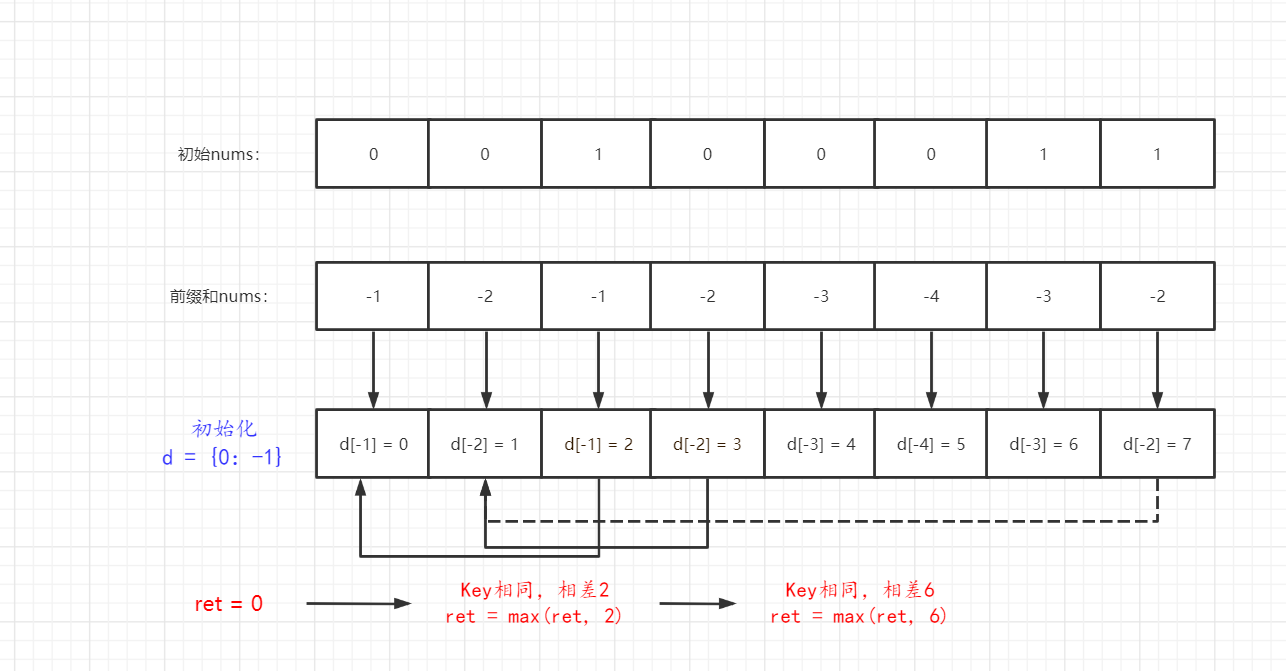 初始nums: 0 0 1 0 0 0 1 1
前缀和nums: -1 -2 -1 -2 -3 -4 -3 -2
初始化
d = {0: -1}
d[-1] = 0 d[-2] = 1 d[-1] = 2 d[-2] = 3 d[-3] = 4 d[-4] = 5 d[-3] = 6 d[-2] = 7
ret = 0
Key相同, 相差2
ret = max(ret, 2)
Key相同, 相差6
ret = max(ret, 6)